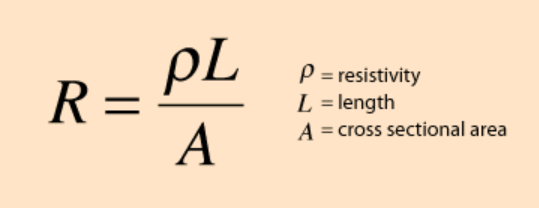 R = ρL / A
ρ = resistivity
L = length
A = cross sectional area